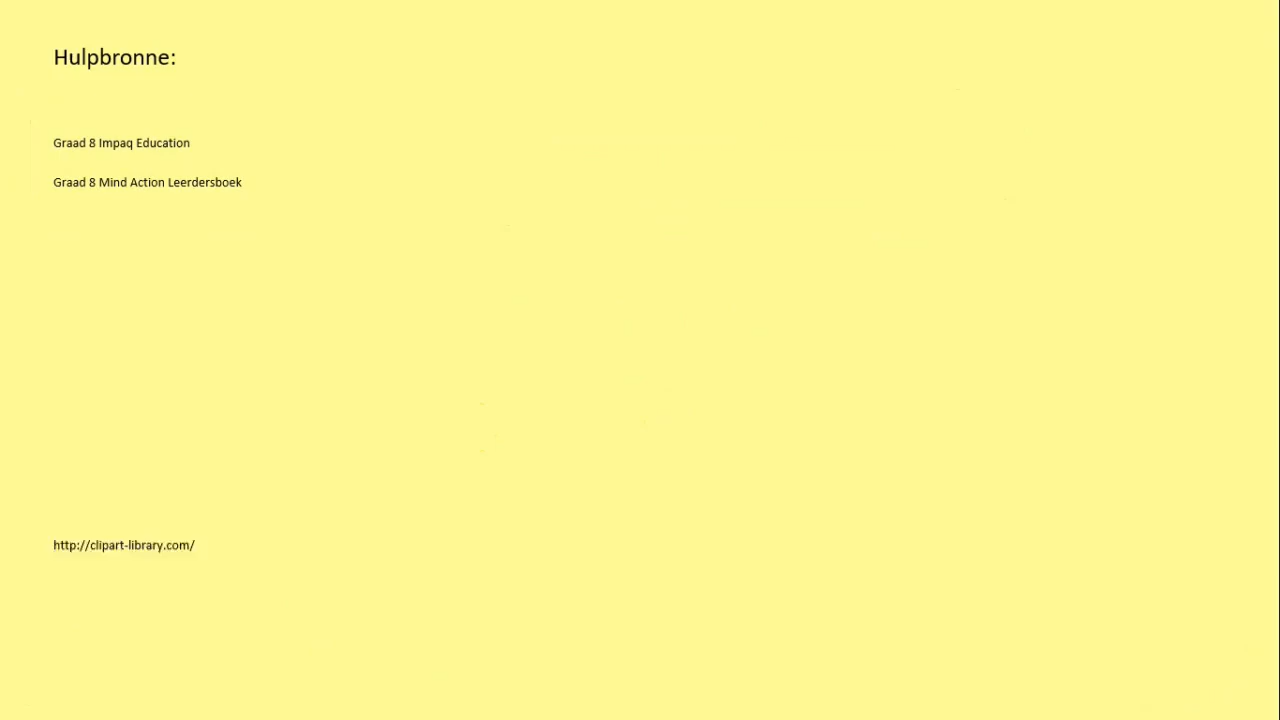 Hulpbronne:
Graad 8 Impaq Education
Graad 8 Mind Action Leerdersboek
http://clipart-library.com/